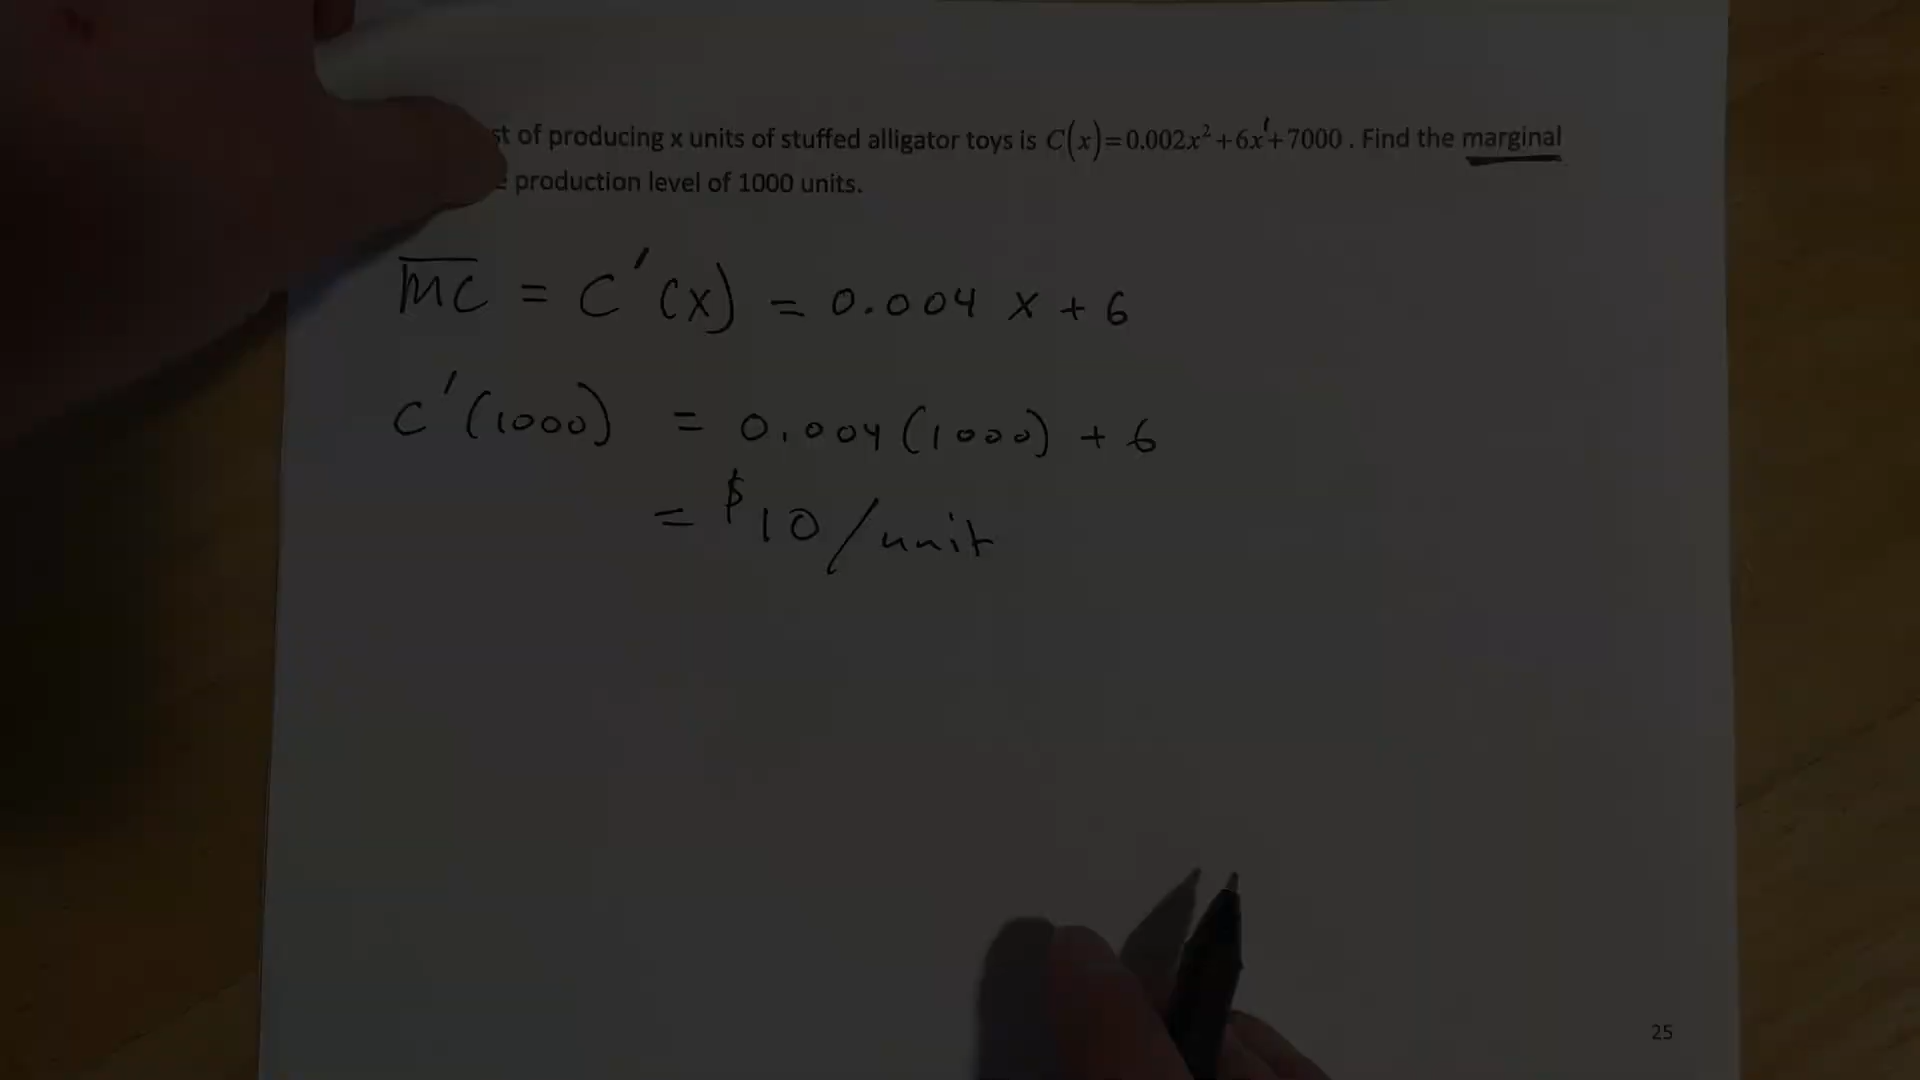 of producing x units of stuffed alligator toys is C(x)=0.002x²+6x'+7000. Find the marginal
production level of 1000 units.
MC = C'(x) = 0.004 x + 6
C'(1000) = 0.004(1000) + 6
= $10/unit
25